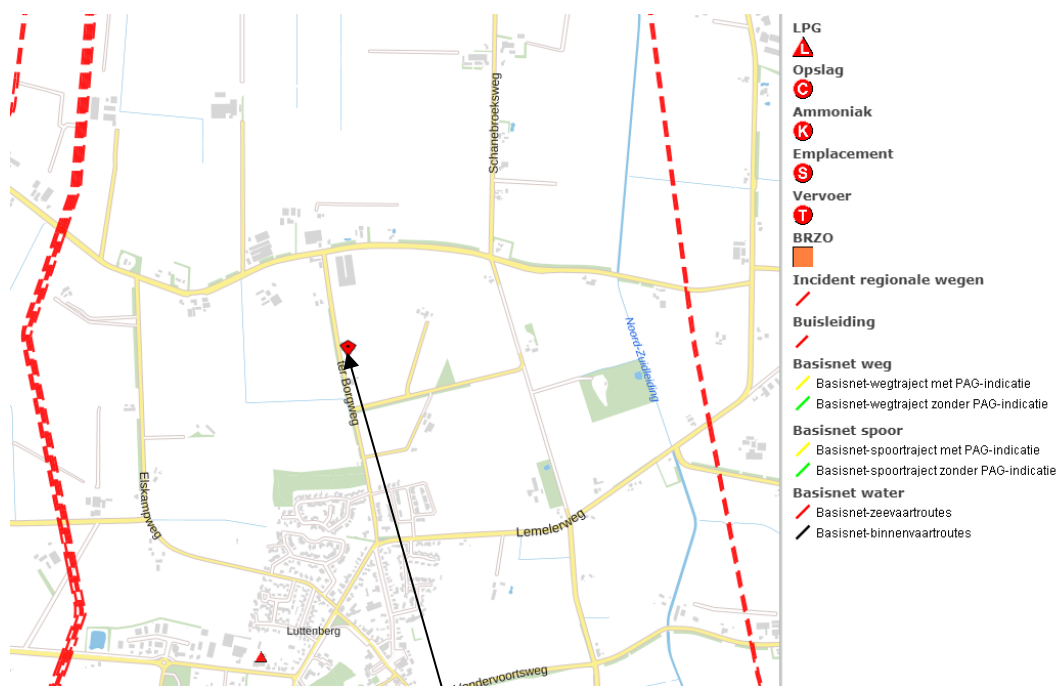 Schanebroeksweg
Noord-Zuidleiding
ter Borgweg
Elskampweg
Lemelerweg
Luttenberg
Vondervoortsweg
LPG
L
Opslag
C
Ammoniak
K
Emplacement
S
Vervoer
T
BRZO
Incident regionale wegen
Buisleiding
Basisnet weg
Basisnet-wegtraject met PAG-indicatie
Basisnet-wegtraject zonder PAG-indicatie
Basisnet spoor
Basisnet-spoortraject met PAG-indicatie
Basisnet-spoortraject zonder PAG-indicatie
Basisnet water
Basisnet-zeevaartroutes
Basisnet-binnenvaartroutes